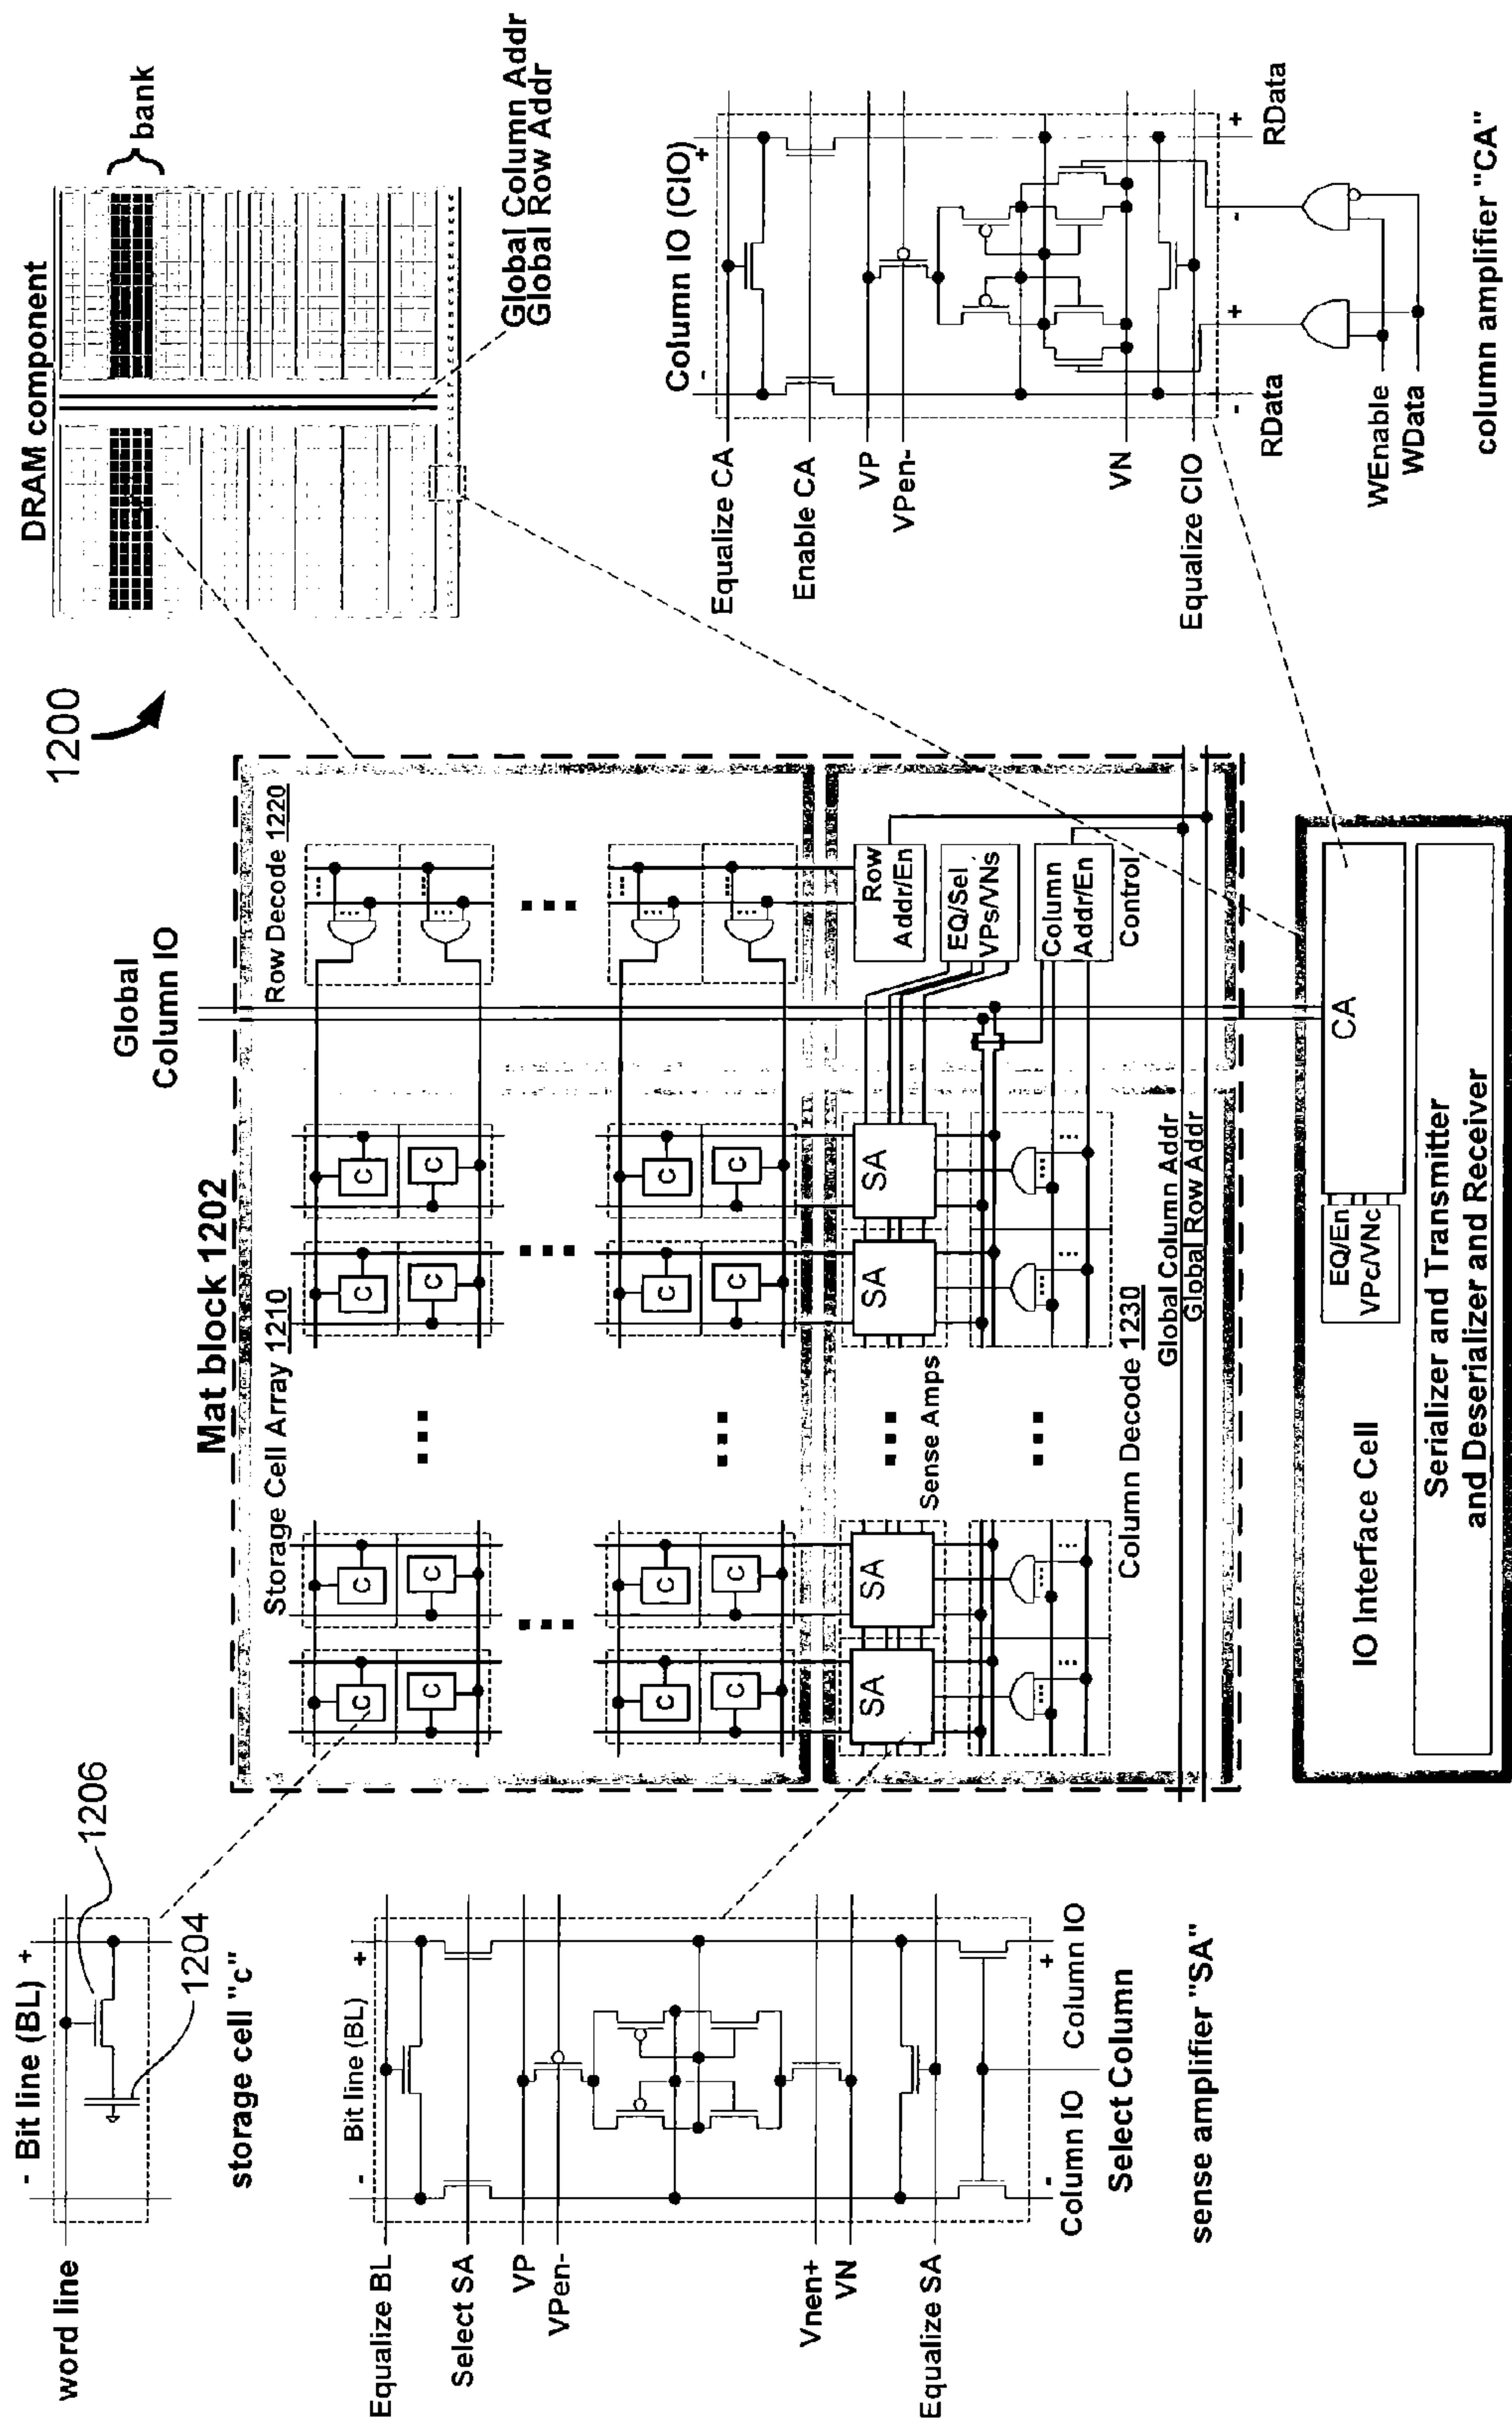 1200
DRAM component
bank
Global Column Addr
Global Row Addr
- Bit line (BL) +
word line
1206
1204
storage cell "c"
Mat block 1202
Global
Column IO
Storage Cell Array 1210
Row Decode 1220
C C C C
C C C C
C C C C
C C C C
SA SA SA SA
Sense Amps
Row
Addr/En
EQ/Sel
VPs/VNs
Column
Addr/En
Control
Column Decode 1230
Global Column Addr
Global Row Addr
IO Interface Cell
EQ/En
VPc/VNc
CA
Serializer and Transmitter
and Deserializer and Receiver
- Bit line (BL) +
Equalize BL
Select SA
VP
VPen-
Vnen+
VN
Equalize SA
- +
Column IO Column IO
Select Column
sense amplifier "SA"
Column IO (CIO)
- +
Equalize CA
Enable CA
VP
VPen-
VN
Equalize CIO
- + - +
RData RData
WEnable
WData
column amplifier "CA"